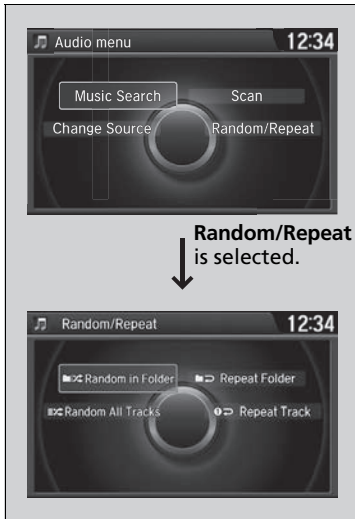 Audio menu 12:34
Music Search Scan
Change Source Random/Repeat
Random/Repeat
is selected.
Random/Repeat 12:34
Random in Folder Repeat Folder
Random All Tracks Repeat Track